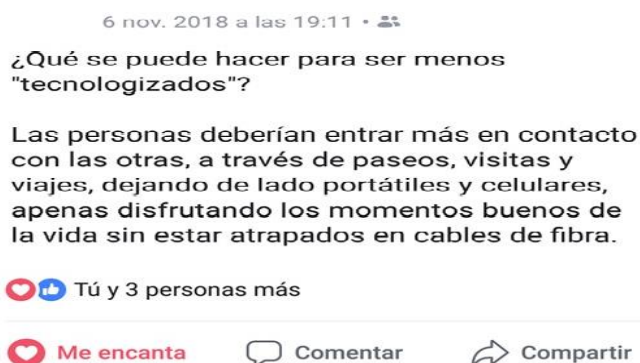 6 nov. 2018 a las 19:11 •
¿Qué se puede hacer para ser menos
"tecnologizados"?
Las personas deberían entrar más en contacto
con las otras, a través de paseos, visitas y
viajes, dejando de lado portátiles y celulares,
apenas disfrutando los momentos buenos de
la vida sin estar atrapados en cables de fibra.
Tú y 3 personas más
Me encanta Comentar Compartir